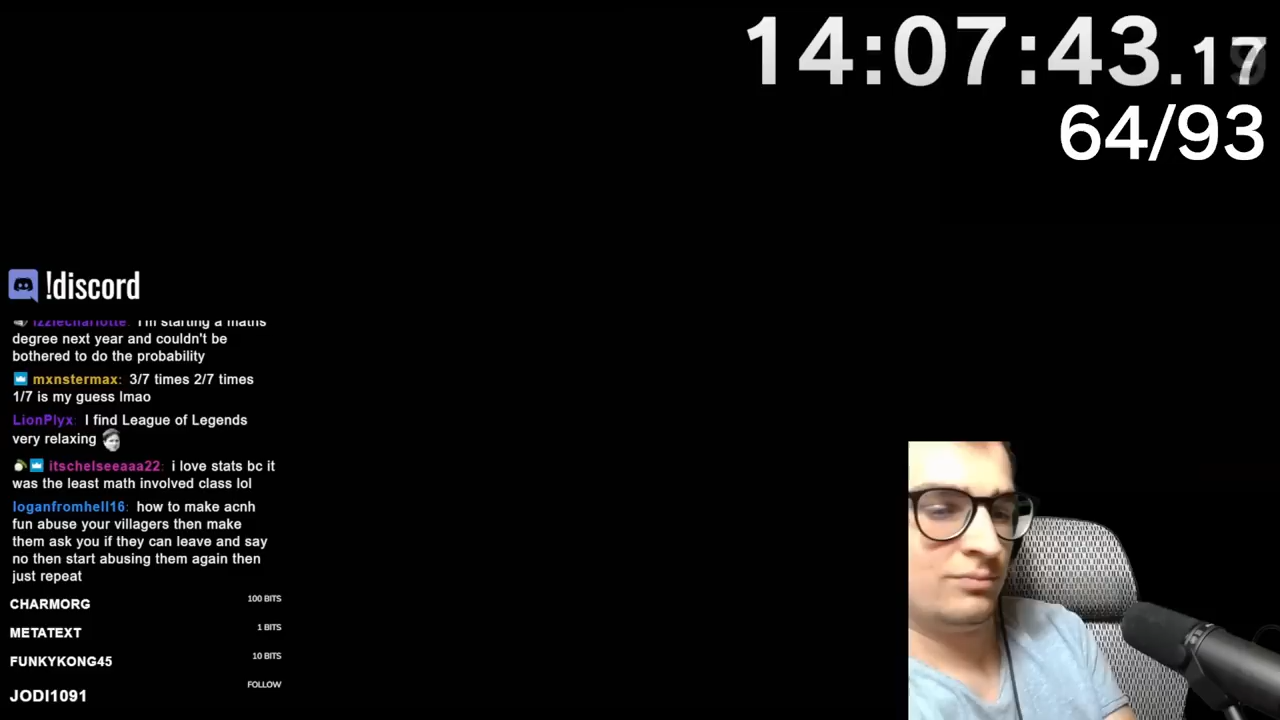 14:07:43.17
64/93
!discord
izziecharlotte: I'm starting a maths
degree next year and couldn't be
bothered to do the probability
mxnstermax: 3/7 times 2/7 times
1/7 is my guess lmao
LionPlyx: I find League of Legends
very relaxing
itschelseeaaa22: i love stats bc it
was the least math involved class lol
loganfromhell16: how to make acnh
fun abuse your villagers then make
them ask you if they can leave and say
no then start abusing them again then
just repeat
CHARMORG 100 BITS
METATEXT 1 BITS
FUNKYKONG45 10 BITS
JODI1091 FOLLOW